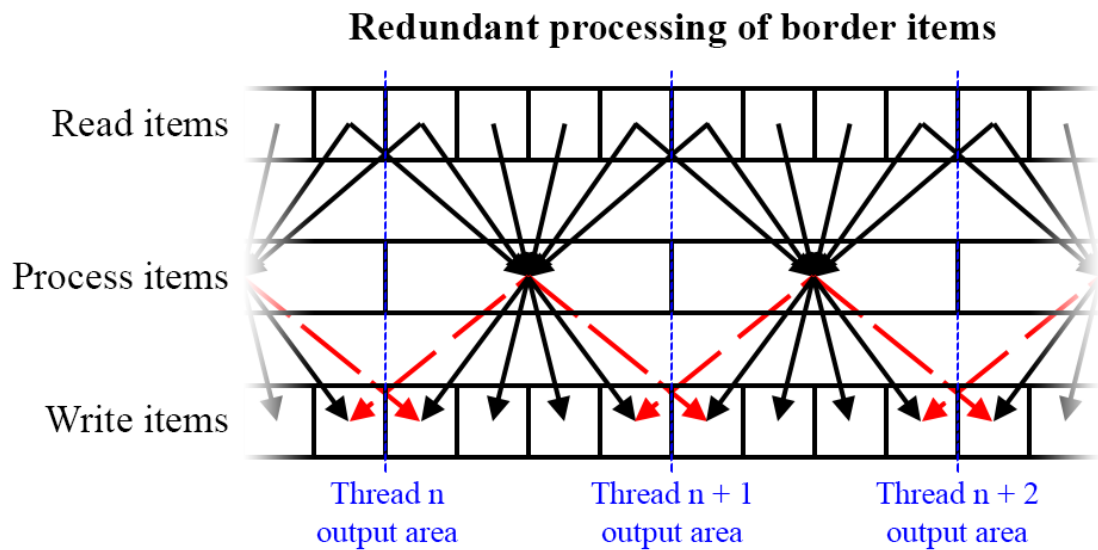 Redundant processing of border items
Read items
Process items
Write items
Thread n
output area
Thread n + 1
output area
Thread n + 2
output area